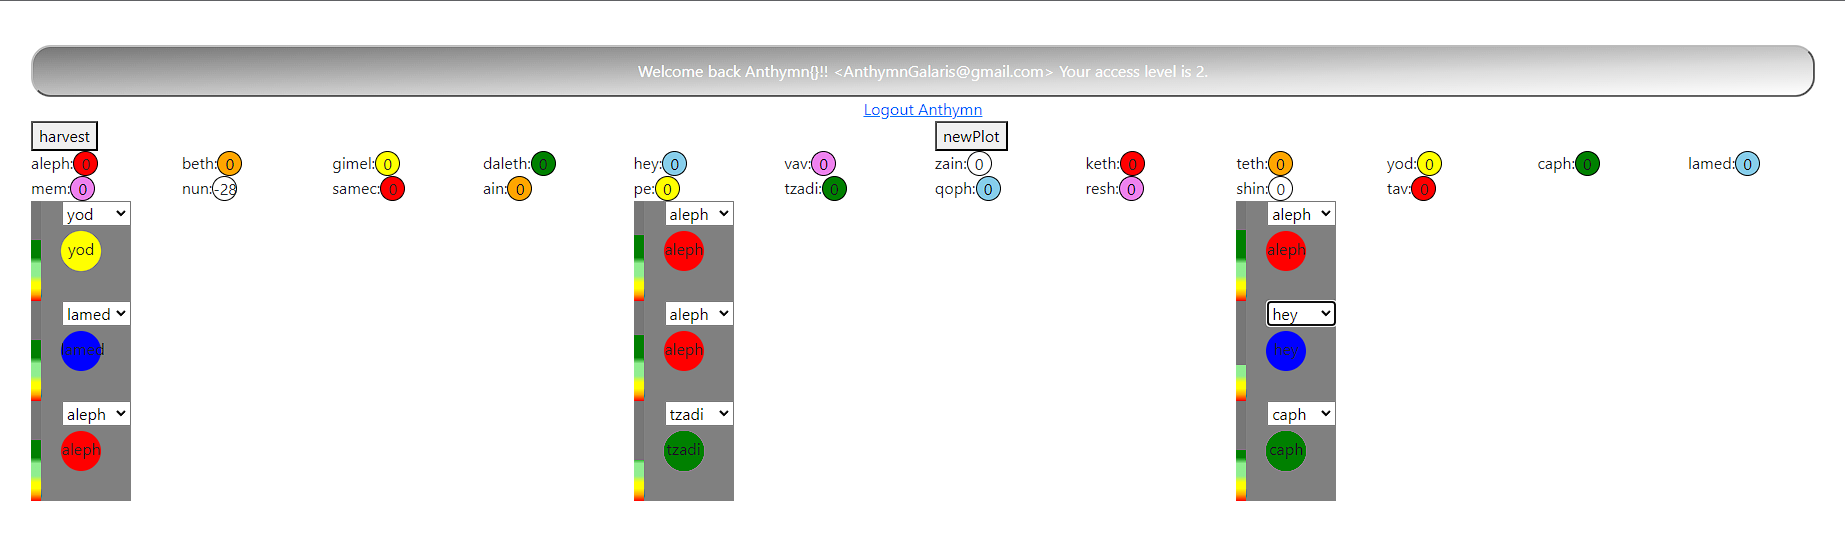 Welcome back Anthymn{}!! <AnthymnGalaris@gmail.com> Your access level is 2.
Logout Anthymn
harvest newPlot
aleph: 0 beth: 0 gimel: 0 daleth: 0 hey: 0 vav: 0 zain: 0 keth: 0 teth: 0 yod: 0 caph: 0 lamed: 0
mem: 0 nun: -28 samec: 0 ain: 0 pe: 0 tzadi: 0 qoph: 0 resh: 0 shin: 0 tav: 0
yod aleph aleph
yod aleph aleph
lamed aleph hey
lamed aleph hey
aleph tzadi caph
aleph tzadi caph